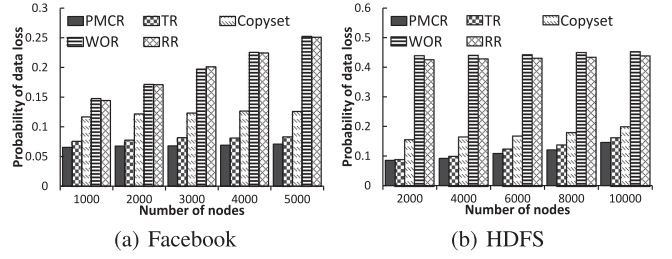 Probability of data loss
0.3
0.25
0.2
0.15
0.1
0.05
0
PMCR TR Copyset
WOR RR
1000 2000 3000 4000 5000
Number of nodes
(a) Facebook
Probability of data loss
0.6
0.5
0.4
0.3
0.2
0.1
0
PMCR TR Copyset
WOR RR
2000 4000 6000 8000 10000
Number of nodes
(b) HDFS